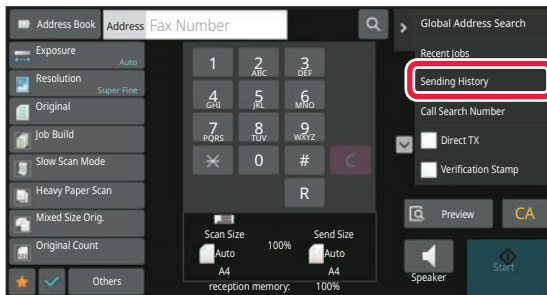 Address Book
Address
Fax Number
Global Address Search
Exposure
Auto
Resolution
Super Fine
Original
Job Build
Slow Scan Mode
Heavy Paper Scan
Mixed Size Orig.
Original Count
Others
1
2
ABC
3
DEF
4
GHI
5
JKL
6
MNO
7
PQRS
8
TUV
9
WXYZ
0
#
C
R
Scan Size
Auto
A4
100%
Send Size
Auto
A4
reception memory: 100%
Recent Jobs
Sending History
Call Search Number
Direct TX
Verification Stamp
Preview
CA
Speaker
Start